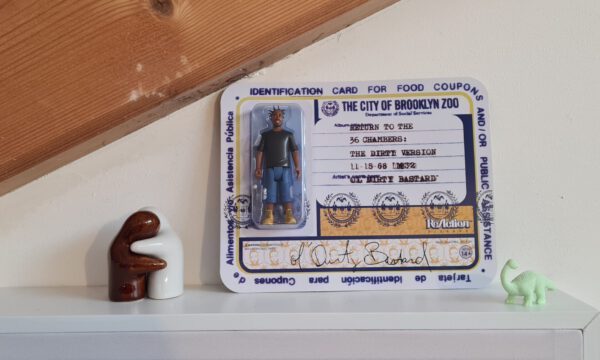 IDENTIFICATION CARD FOR FOOD COUPONS AND/OR PUBLIC ASSISTANCE
THE CITY OF BROOKLYN ZOO
Department of Social Services
RETURN TO THE
36 CHAMBERS:
THE DIRTY VERSION
11-15-68
OL' DIRTY BASTARD
ReAction
Ol Dirty Bastard
Tarjeta de Identificación para Cupones de Alimentos Asistencia Pública